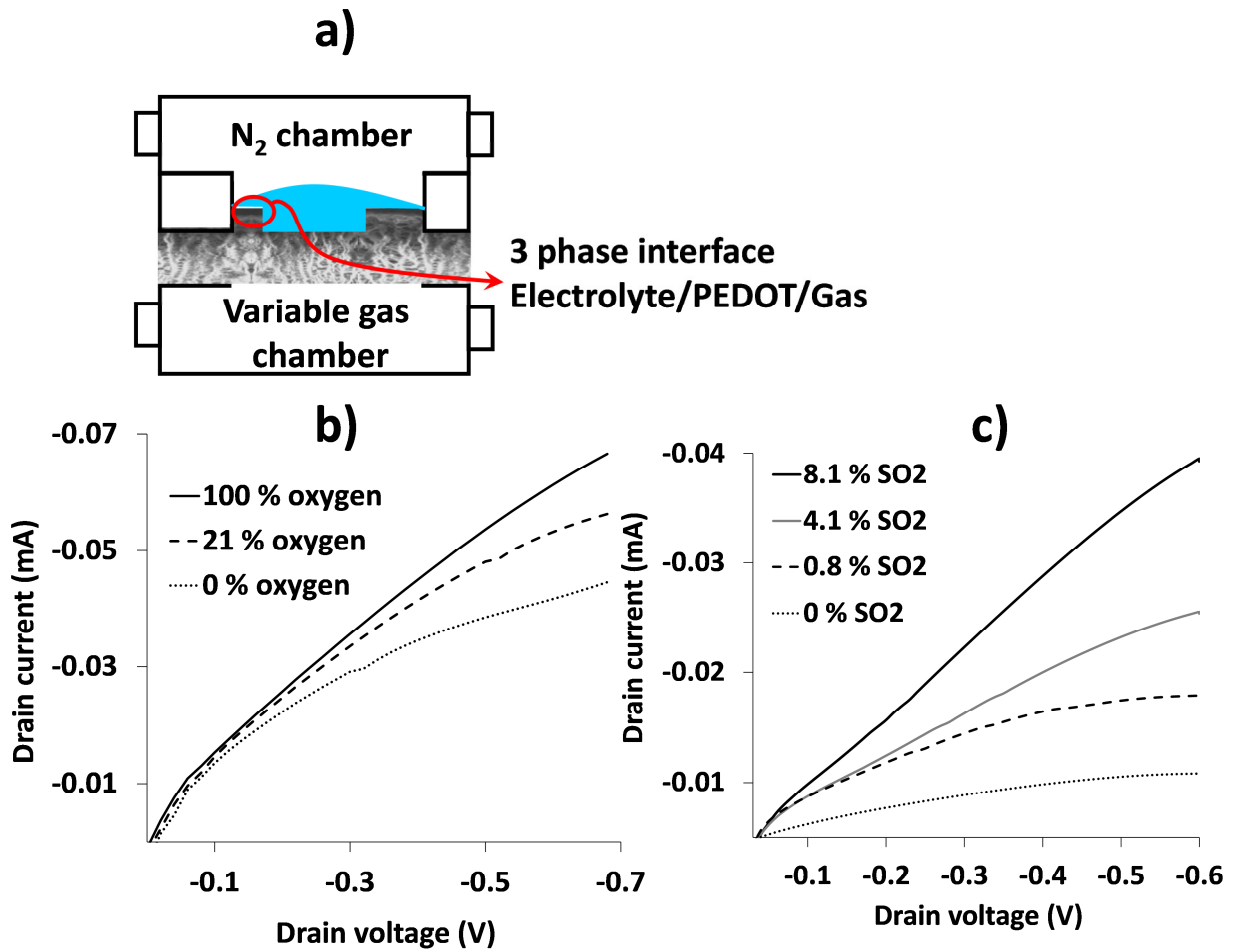 a)
N₂ chamber
3 phase interface
Electrolyte/PEDOT/Gas
Variable gas
chamber
b)
-0.07
-0.05
-0.03
-0.01
Drain current (mA)
100 % oxygen
21 % oxygen
0 % oxygen
-0.1
-0.3
-0.5
-0.7
Drain voltage (V)
c)
-0.04
-0.03
-0.02
-0.01
Drain current (mA)
8.1 % SO2
4.1 % SO2
0.8 % SO2
0 % SO2
-0.1
-0.2
-0.3
-0.4
-0.5
-0.6
Drain voltage (V)